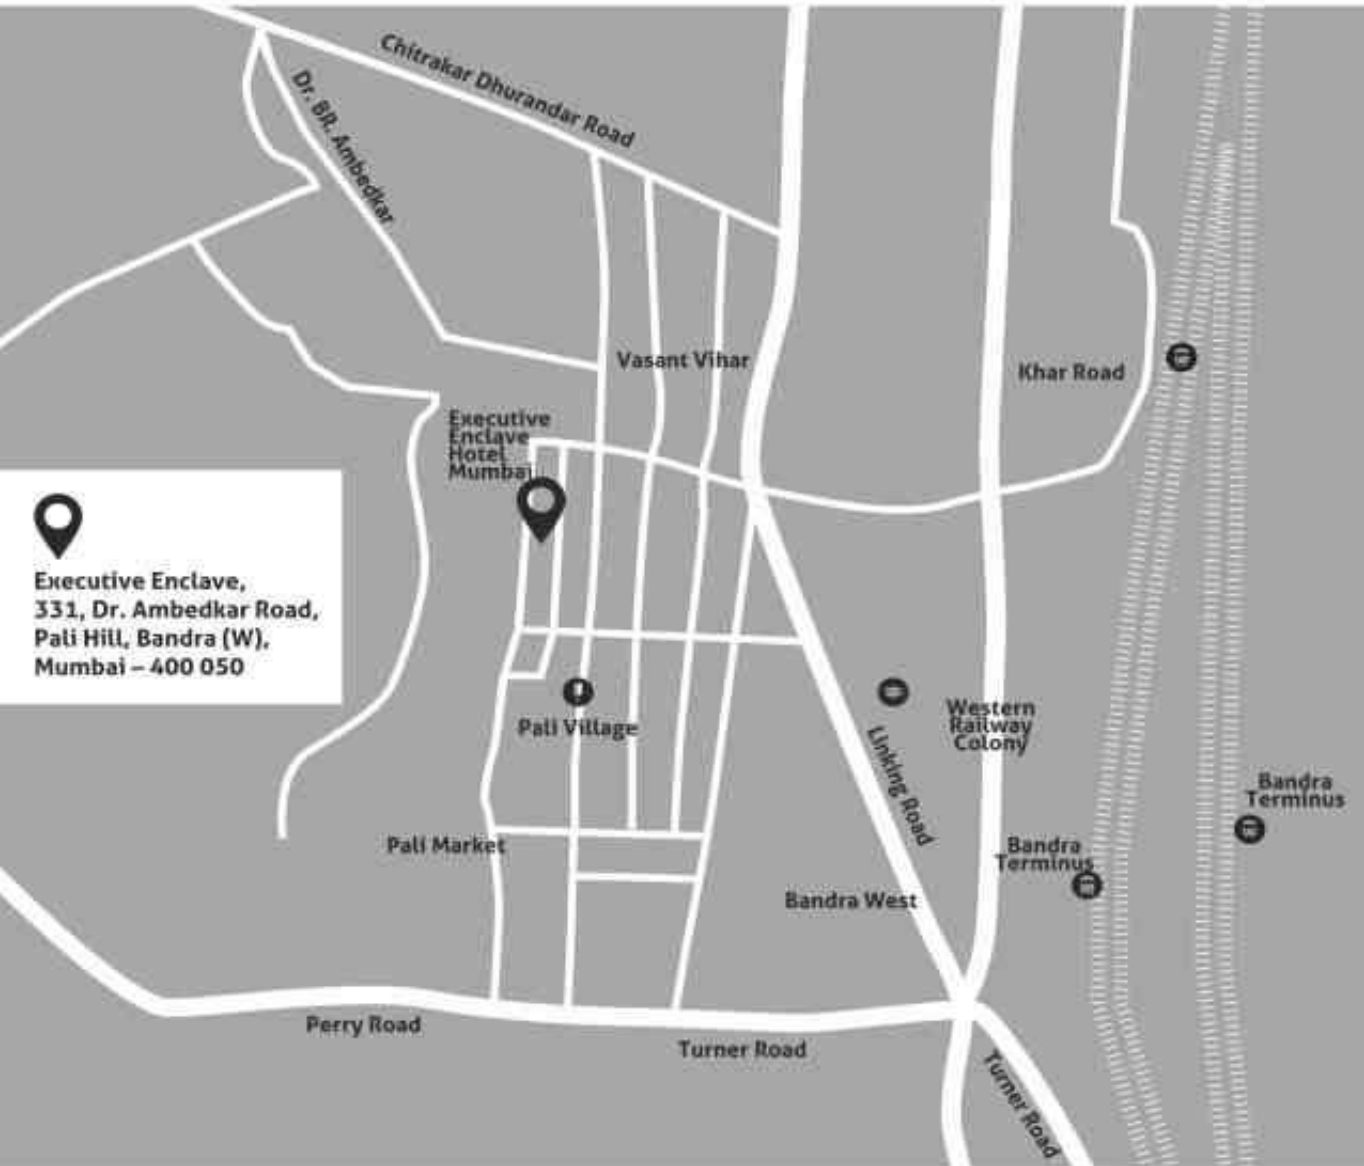 Chitrakar Dhurandar Road
Dr. BR. Ambedkar
Vasant Vihar
Khar Road
Executive
Enclave
Hotel
Mumbai
Executive Enclave,
331, Dr. Ambedkar Road,
Pali Hill, Bandra (W),
Mumbai – 400 050
Pali Village
Western
Railway
Colony
Linking Road
Bandra
Terminus
Pali Market
Bandra
Terminus
Bandra West
Perry Road
Turner Road
Turner Road